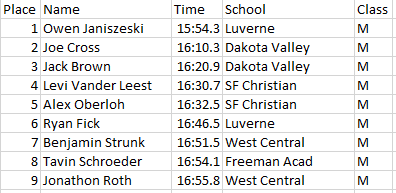 Place Name Time School Class
1 Owen Janiszeski 15:54.3 Luverne M
2 Joe Cross 16:10.3 Dakota Valley M
3 Jack Brown 16:20.9 Dakota Valley M
4 Levi Vander Leest 16:30.7 SF Christian M
5 Alex Oberloh 16:32.5 SF Christian M
6 Ryan Fick 16:46.5 Luverne M
7 Benjamin Strunk 16:51.5 West Central M
8 Tavin Schroeder 16:54.1 Freeman Acad M
9 Jonathon Roth 16:55.8 West Central M